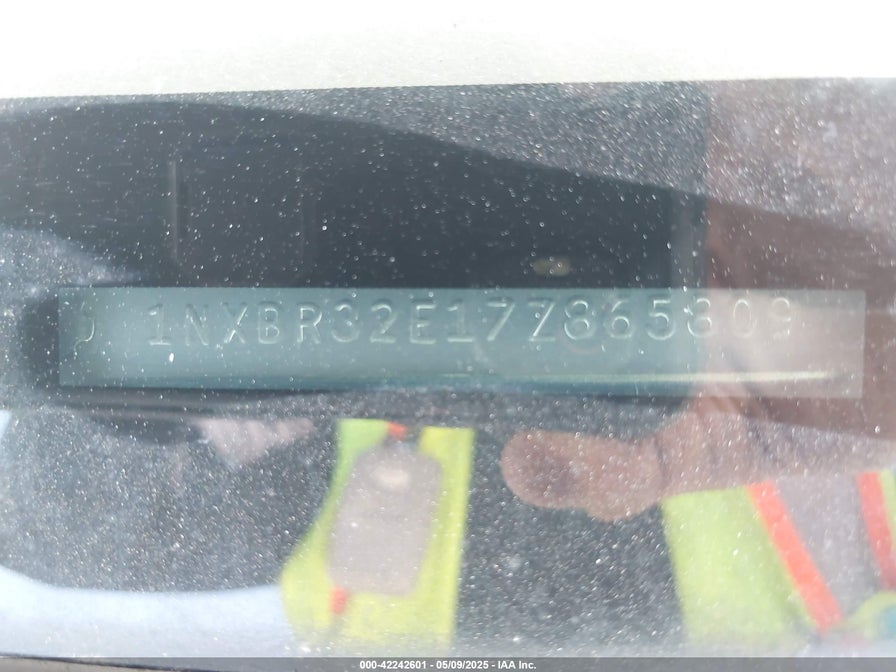 1NXBR32E17Z865809
000-42242601 - 05/09/2025 - IAA Inc.